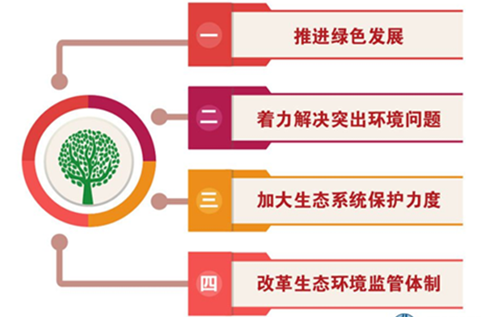 一 推进绿色发展
二 着力解决突出环境问题
三 加大生态系统保护力度
四 改革生态环境监管体制